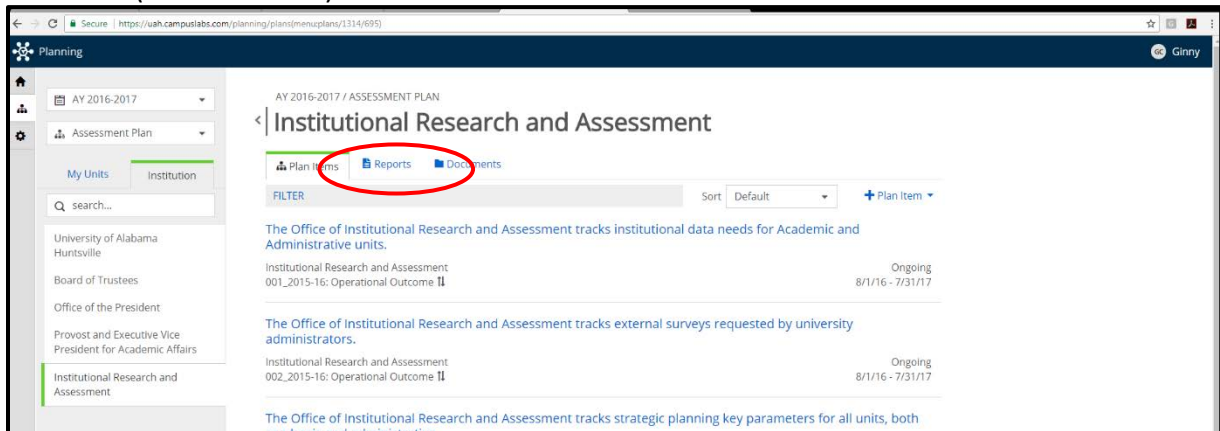 Secure | https://uah.campuslabs.com/planning/plans(menu:plans/1314/695)
Planning
GC Ginny
AY 2016-2017
Assessment Plan
My Units Institution
search...
University of Alabama
Huntsville
Board of Trustees
Office of the President
Provost and Executive Vice
President for Academic Affairs
Institutional Research and
Assessment
AY 2016-2017 / ASSESSMENT PLAN
Institutional Research and Assessment
Plan Items Reports Documents
FILTER Sort Default + Plan Item
The Office of Institutional Research and Assessment tracks institutional data needs for Academic and
Administrative units.
Institutional Research and Assessment Ongoing
001_2015-16: Operational Outcome 8/1/16 - 7/31/17
The Office of Institutional Research and Assessment tracks external surveys requested by university
administrators.
Institutional Research and Assessment Ongoing
002_2015-16: Operational Outcome 8/1/16 - 7/31/17
The Office of Institutional Research and Assessment tracks strategic planning key parameters for all units, both